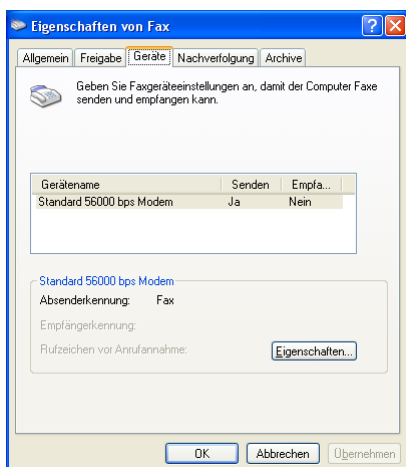 Eigenschaften von Fax
Allgemein Freigabe Geräte Nachverfolgung Archive
Geben Sie Faxgeräteeinstellungen an, damit der Computer Faxe
senden und empfangen kann.
Gerätename Senden Empfa...
Standard 56000 bps Modem Ja Nein
Standard 56000 bps Modem
Absenderkennung: Fax
Empfängerkennung:
Rufzeichen vor Anrufannahme:
Eigenschaften...
OK Abbrechen Übernehmen